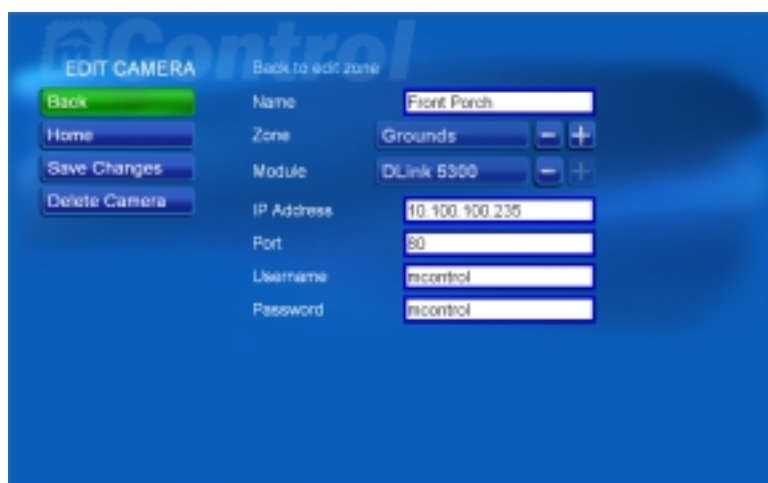 mControl
EDIT CAMERA
Back to edit zone
Back
Home
Save Changes
Delete Camera
Name
Front Porch
Zone
Grounds
- +
Module
DLink 5300
- +
IP Address
10.100.100.235
Port
80
Username
mcontrol
Password
mcontrol